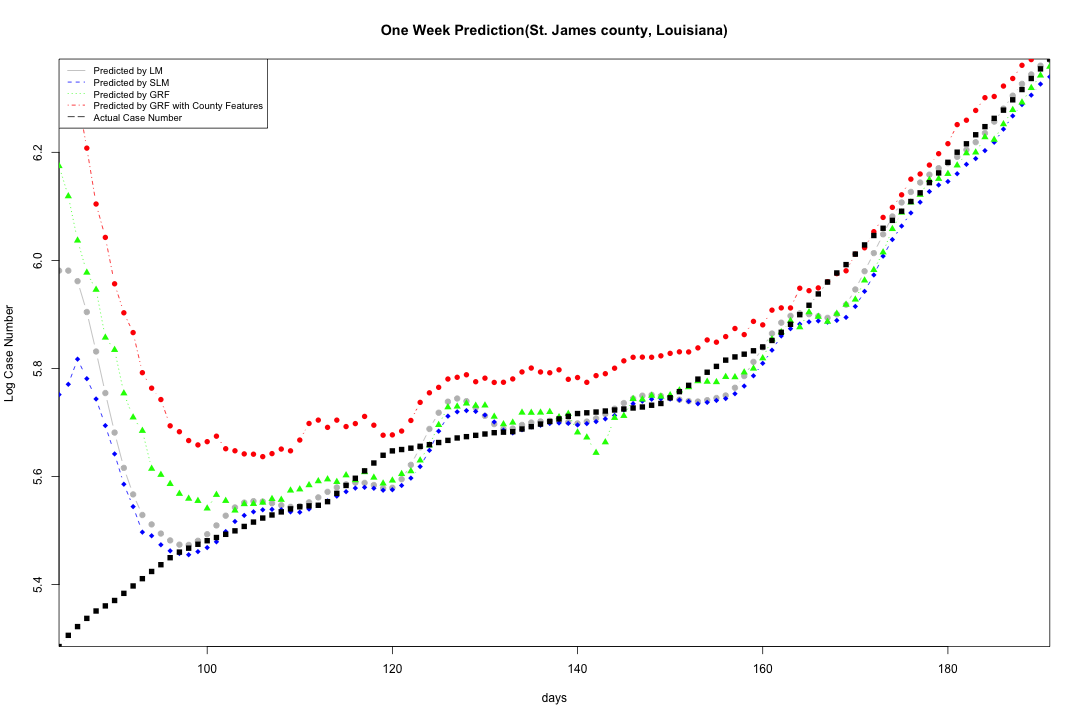 One Week Prediction(St. James county, Louisiana)
Predicted by LM
Predicted by SLM
Predicted by GRF
Predicted by GRF with County Features
Actual Case Number
Log Case Number
6.2
6.0
5.8
5.6
5.4
100 120 140 160 180
days